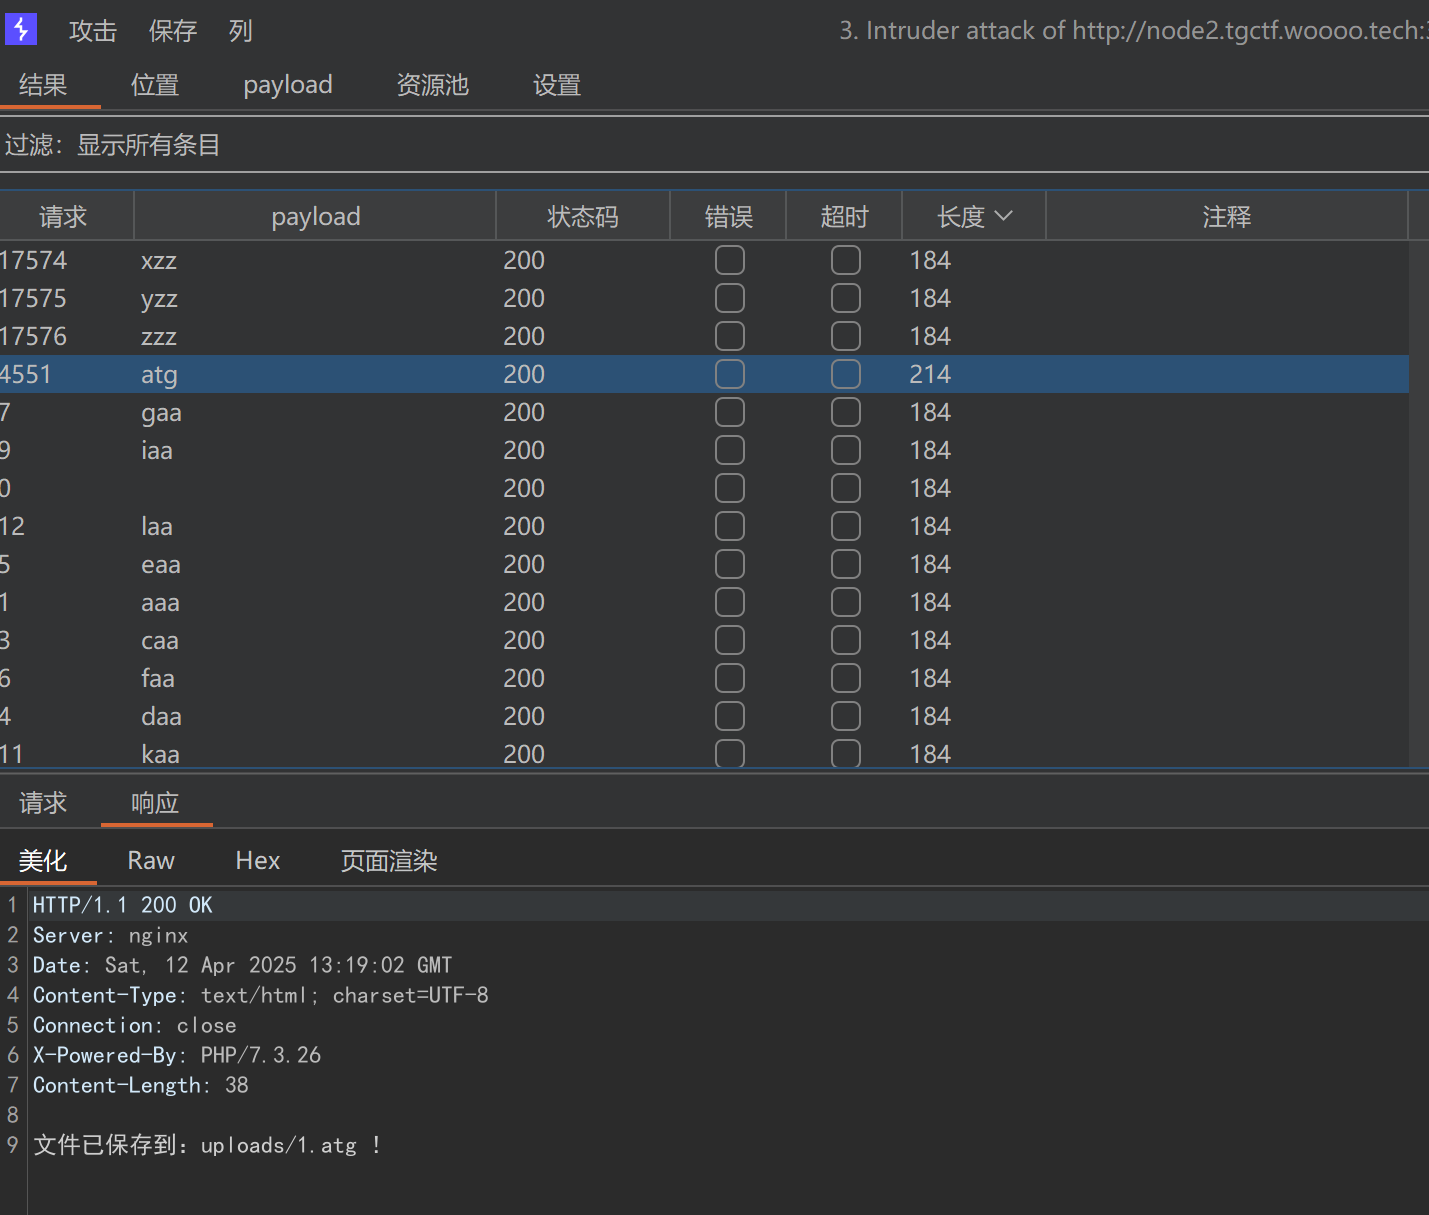 攻击 保存 列 3. Intruder attack of http://node2.tgctf.woooo.tech:
结果 位置 payload 资源池 设置
过滤：显示所有条目
请求 payload 状态码 错误 超时 长度 注释
17574 xzz 200 184
17575 yzz 200 184
17576 zzz 200 184
4551 atg 200 214
7 gaa 200 184
9 iaa 200 184
0 200 184
12 laa 200 184
5 eaa 200 184
1 aaa 200 184
3 caa 200 184
6 faa 200 184
4 daa 200 184
11 kaa 200 184
请求 响应
美化 Raw Hex 页面渲染
1 HTTP/1.1 200 OK
2 Server: nginx
3 Date: Sat, 12 Apr 2025 13:19:02 GMT
4 Content-Type: text/html; charset=UTF-8
5 Connection: close
6 X-Powered-By: PHP/7.3.26
7 Content-Length: 38
8
9 文件已保存到：uploads/1.atg ！